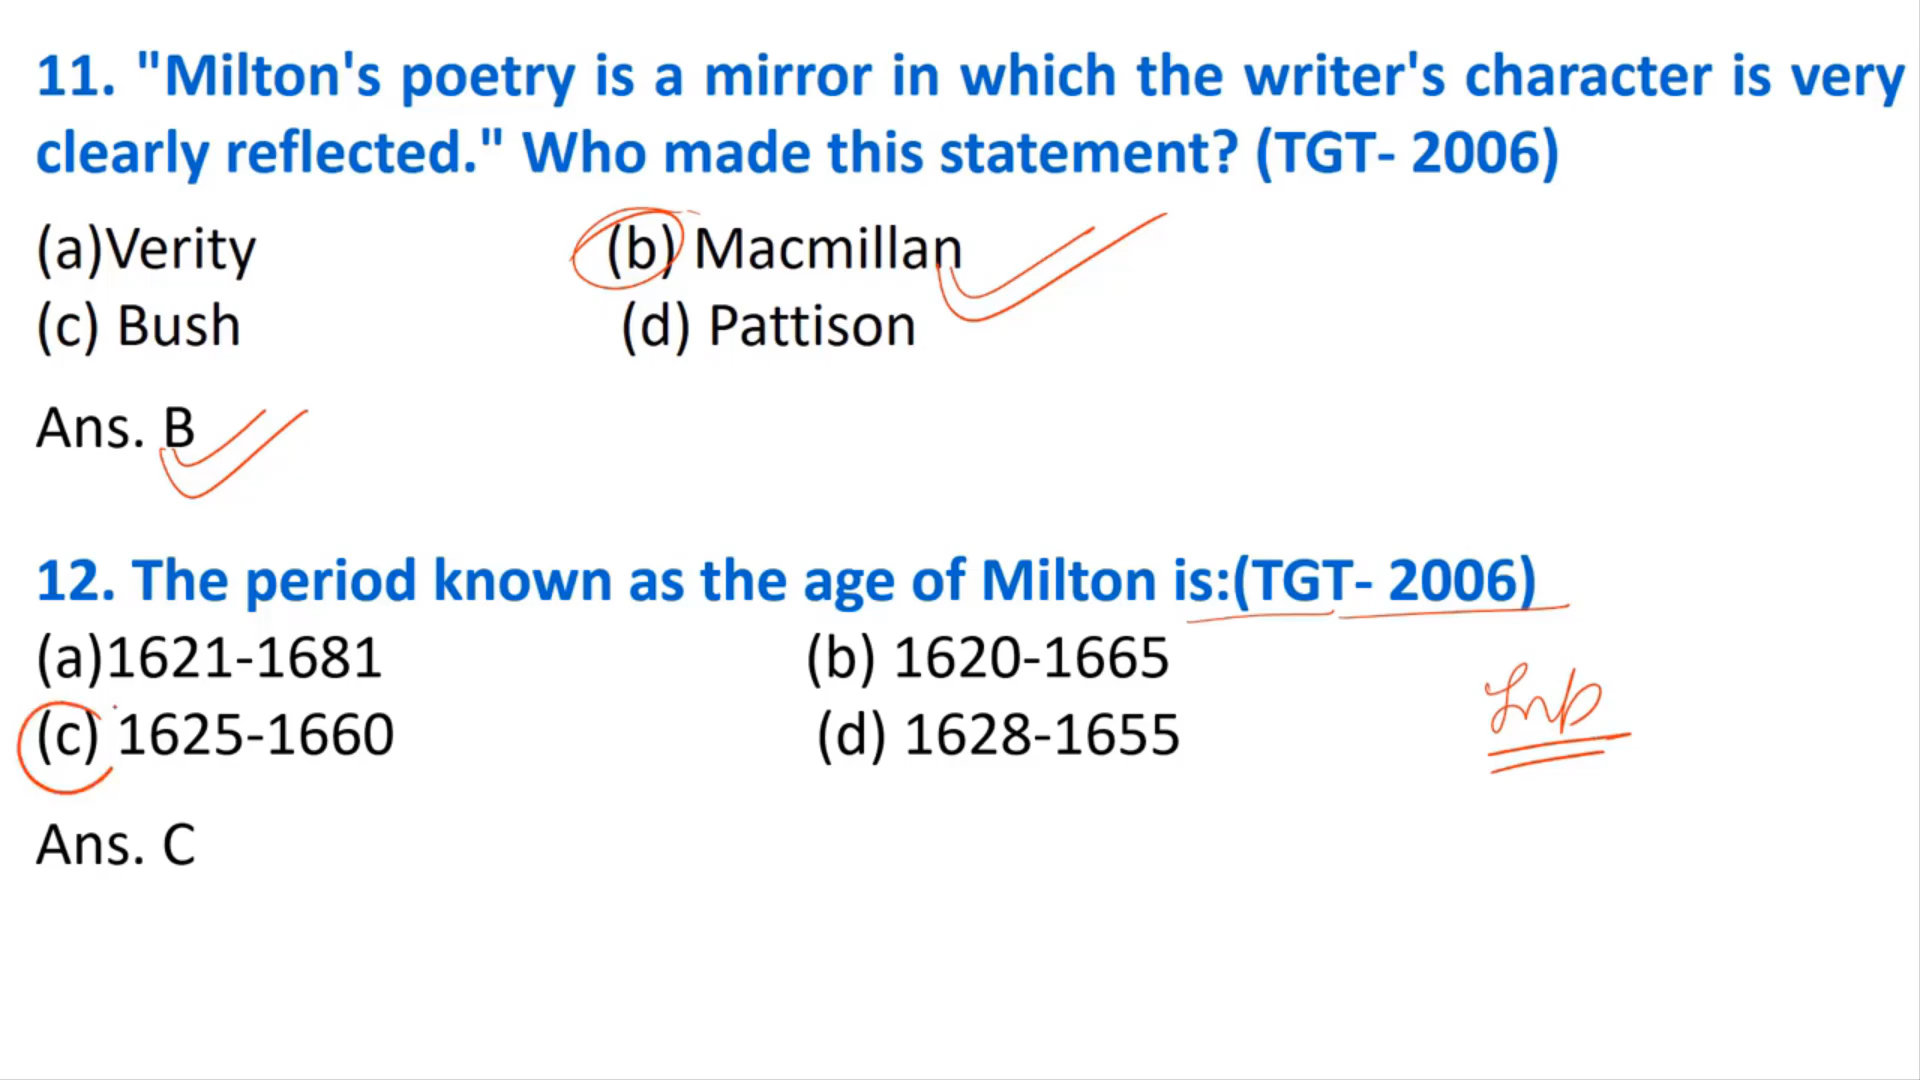 11. "Milton's poetry is a mirror in which the writer's character is very
clearly reflected." Who made this statement? (TGT- 2006)
(a)Verity (b) Macmillan
(c) Bush (d) Pattison
Ans. B
12. The period known as the age of Milton is:(TGT- 2006)
(a)1621-1681 (b) 1620-1665
(c) 1625-1660 (d) 1628-1655
Imp
Ans. C